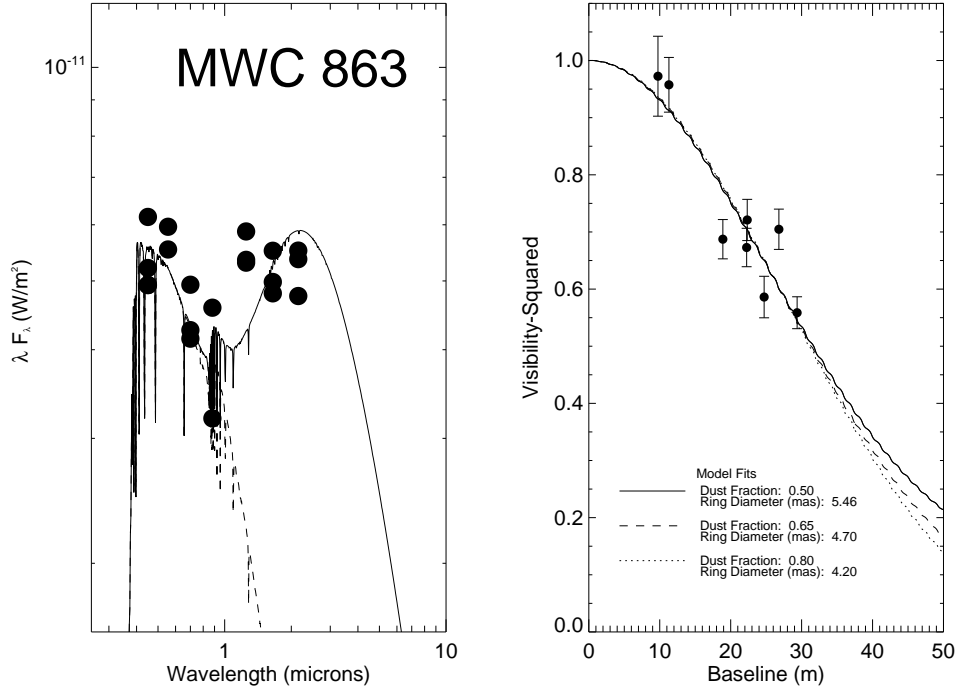 MWC 863
10-11
λ Fλ (W/m²)
1
10
Wavelength (microns)
1.0
0.8
0.6
0.4
0.2
0.0
Visibility-Squared
Model Fits
Dust Fraction: 0.50
Ring Diameter (mas): 5.46
Dust Fraction: 0.65
Ring Diameter (mas): 4.70
Dust Fraction: 0.80
Ring Diameter (mas): 4.20
0 10 20 30 40 50
Baseline (m)